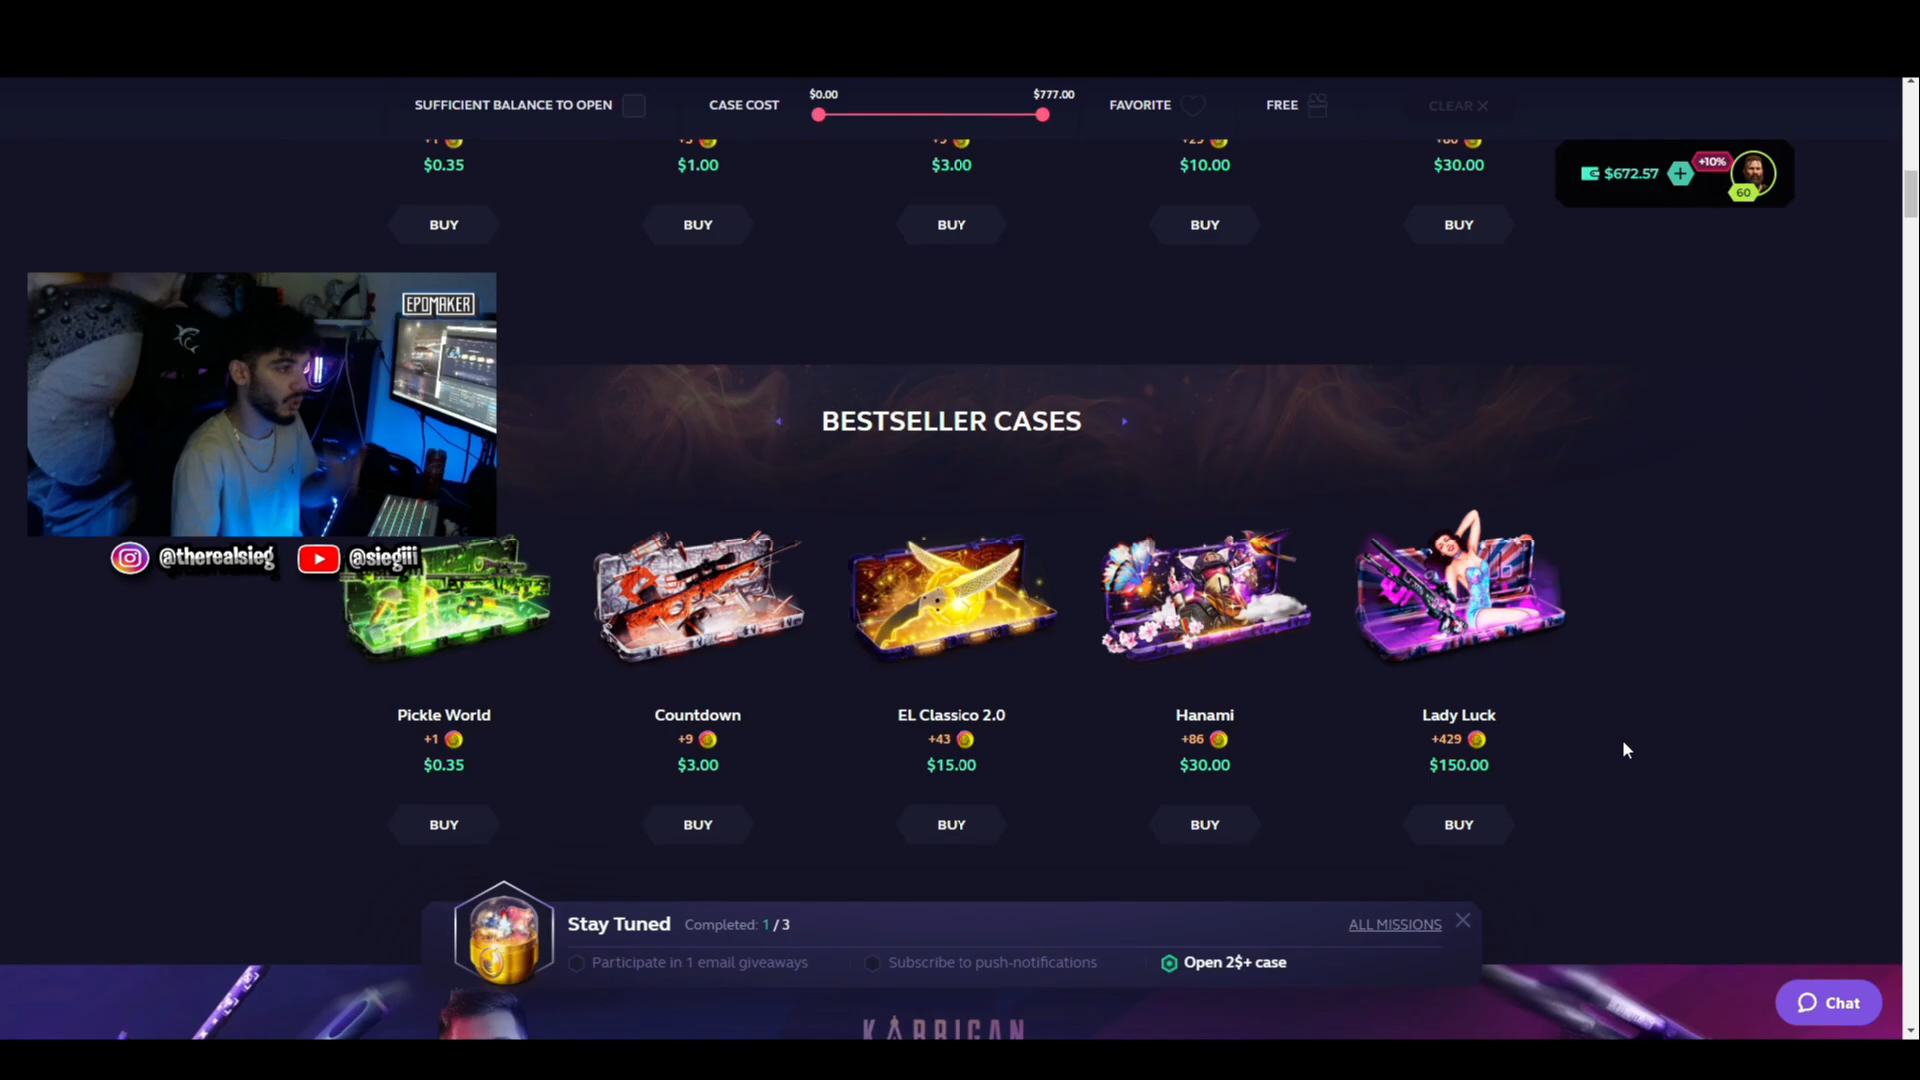 SUFFICIENT BALANCE TO OPEN
CASE COST
$0.00
$777.00
FAVORITE
FREE
CLEAR
$0.35
$1.00
$3.00
$10.00
$30.00
$672.57
+10%
60
BUY
BUY
BUY
BUY
BUY
EPOMAKER
BESTSELLER CASES
@therealsieg
@siegiii
Pickle World
Countdown
EL Classico 2.0
Hanami
Lady Luck
+1
+9
+43
+86
+429
$0.35
$3.00
$15.00
$30.00
$150.00
BUY
BUY
BUY
BUY
BUY
Stay Tuned
Completed: 1 / 3
ALL MISSIONS
Participate in 1 email giveaways
Subscribe to push-notifications
Open 2$+ case
Chat